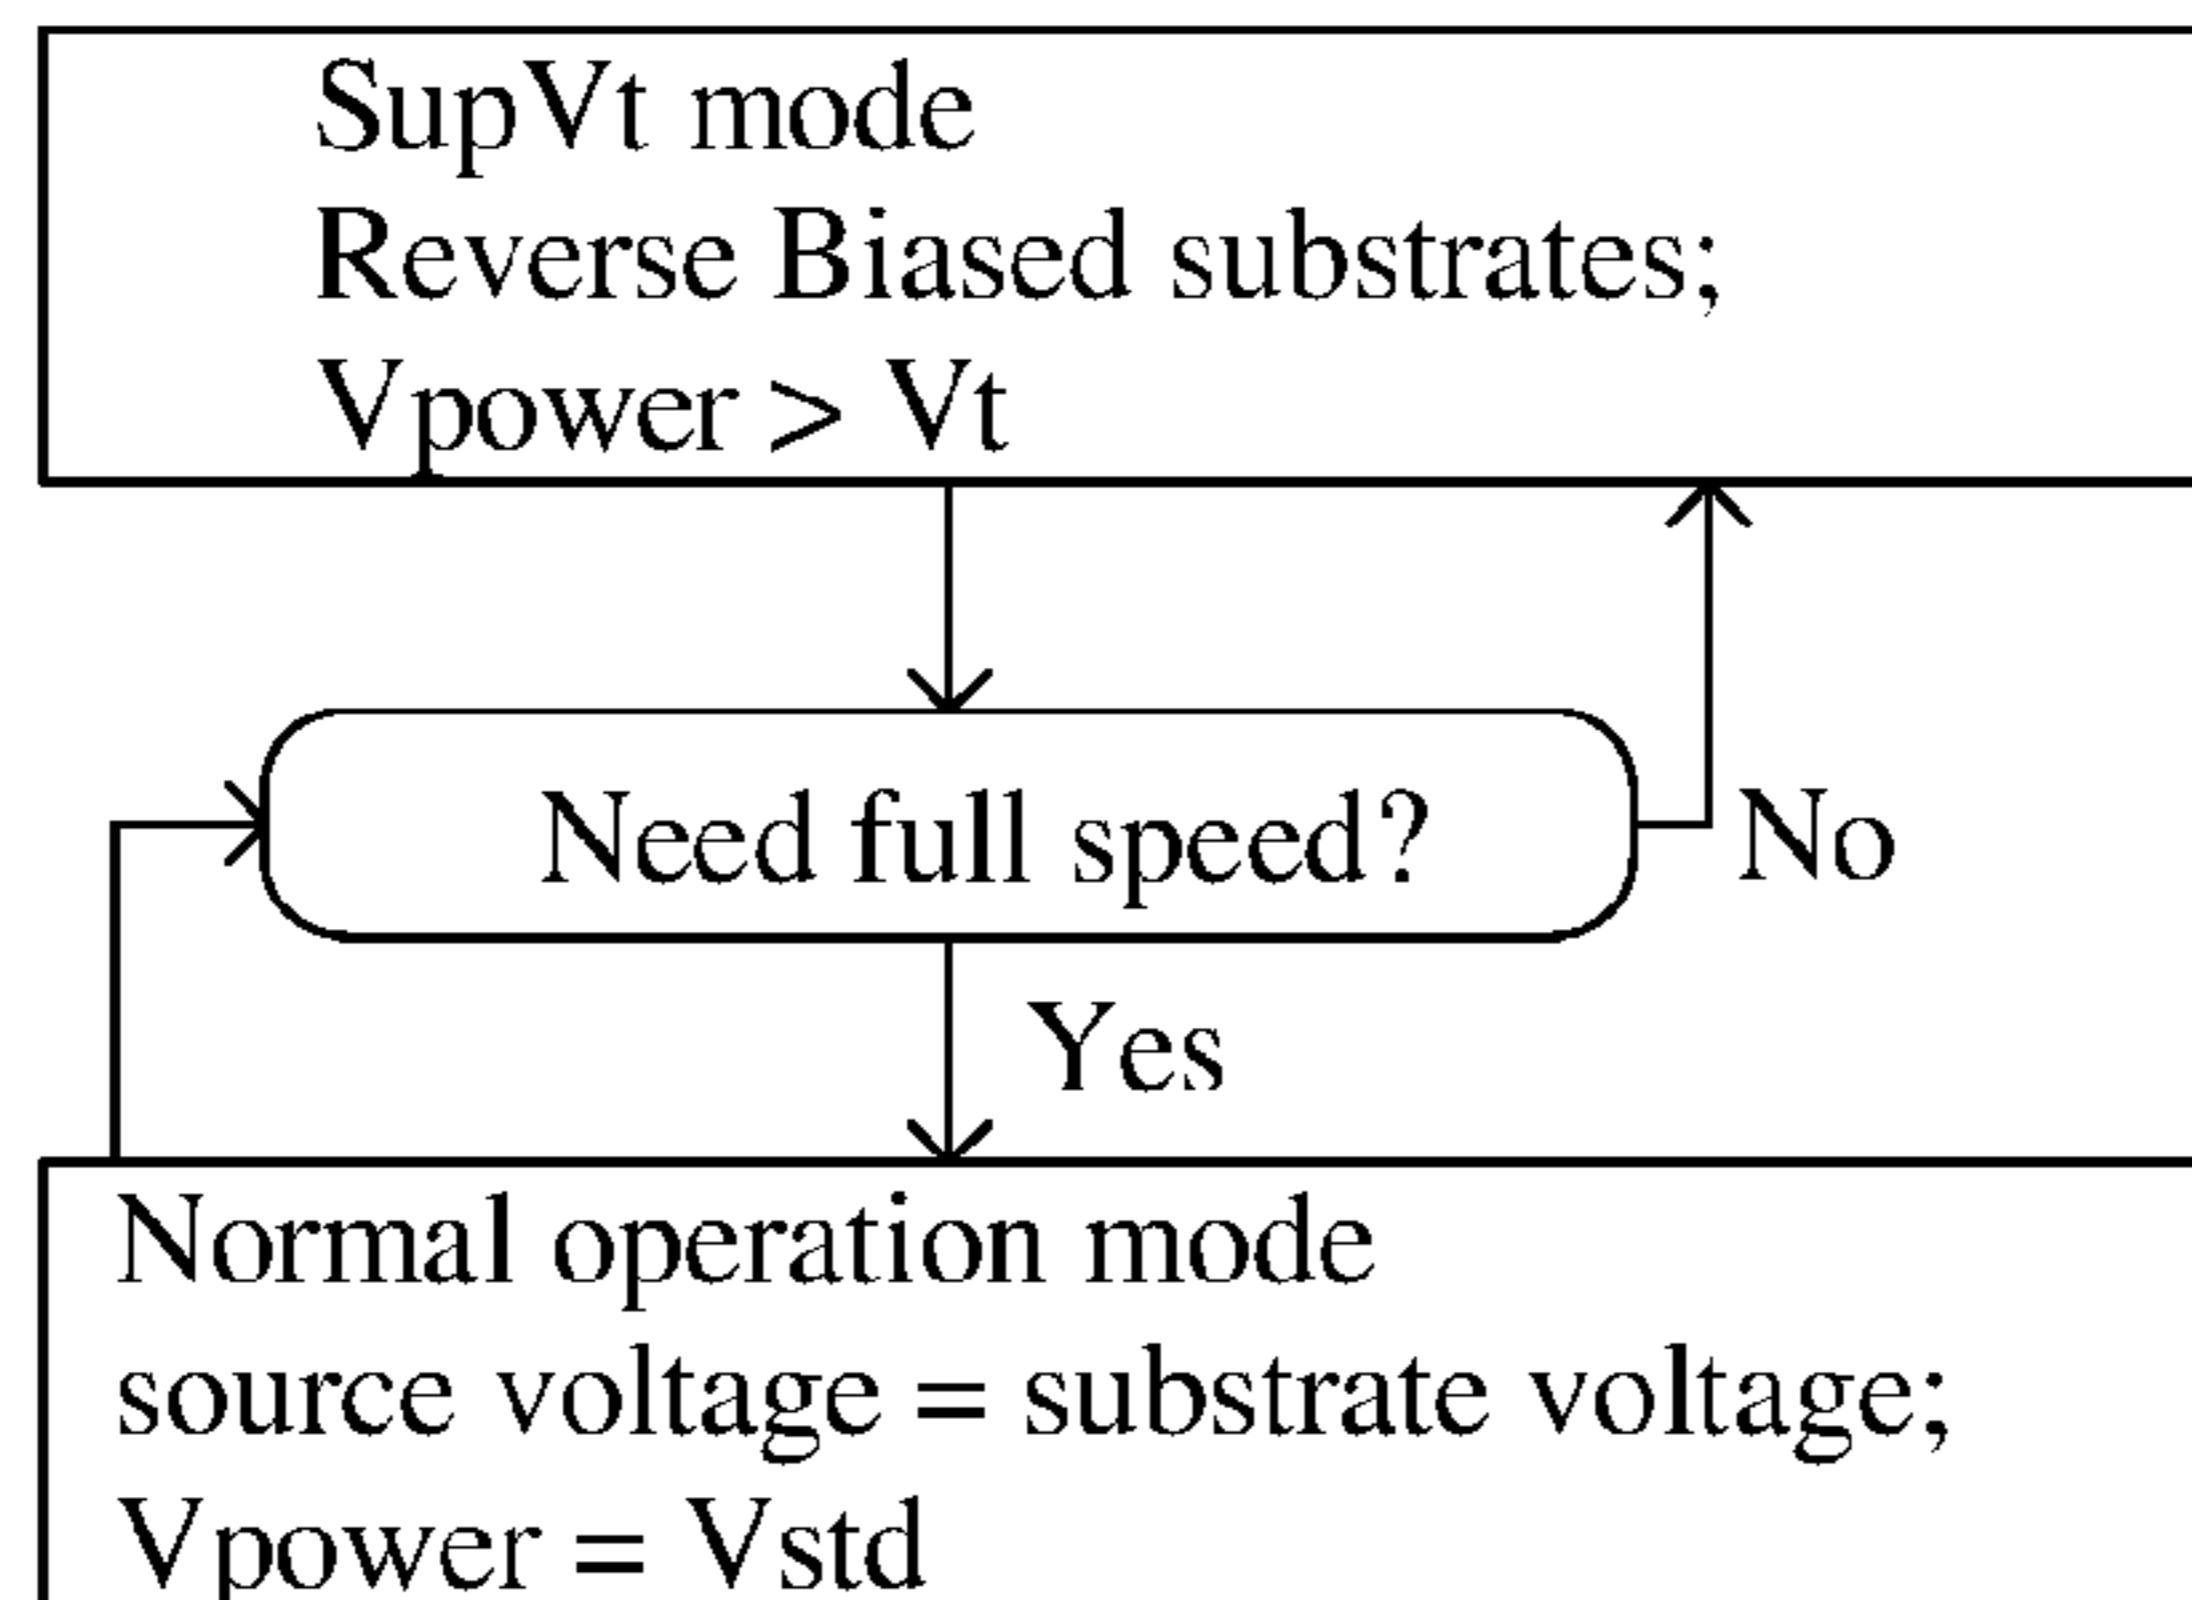 SupVt mode
Reverse Biased substrates;
Vpower > Vt
Need full speed?
No
Yes
Normal operation mode
source voltage = substrate voltage;
Vpower = Vstd